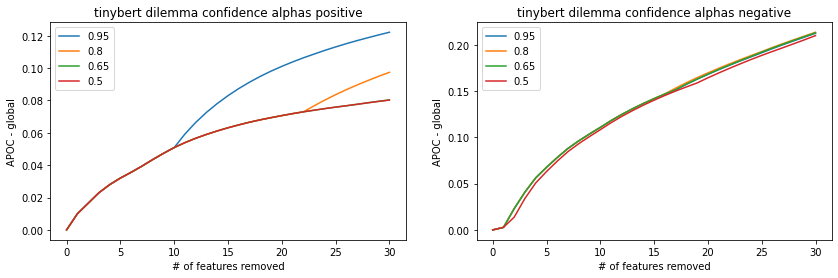 tinybert dilemma confidence alphas positive
0.95
0.8
0.65
0.5
APOC - global
0.12
0.10
0.08
0.06
0.04
0.02
0.00
0 5 10 15 20 25 30
# of features removed
tinybert dilemma confidence alphas negative
0.95
0.8
0.65
0.5
APOC - global
0.20
0.15
0.10
0.05
0.00
0 5 10 15 20 25 30
# of features removed